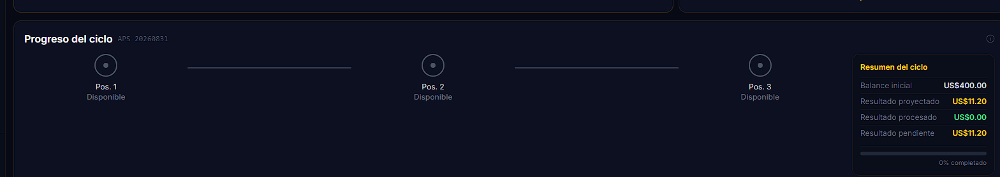 Progreso del ciclo APS-20260831
Pos. 1
Disponible
Pos. 2
Disponible
Pos. 3
Disponible
Resumen del ciclo
Balance inicial US$400.00
Resultado proyectado US$11.20
Resultado procesado US$0.00
Resultado pendiente US$11.20
0% completado